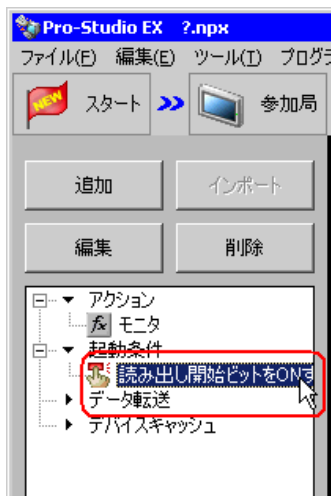 Pro-Studio EX ?.npx
ファイル(F) 編集(E) ツール(T) プログラ
NEW スタート 参加局
追加 インポート
編集 削除
アクション
fx モニタ
起動条件
読み出し開始ビットをONす
データ転送
デバイスキャッシュ